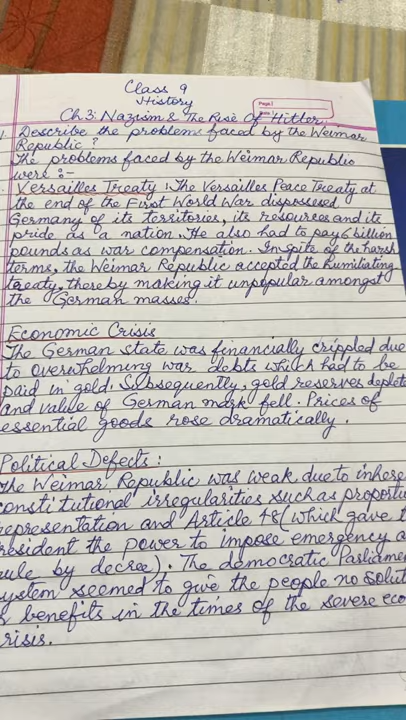 Class 9
History
Page:
Ch 3: Nazism & The Rise Of Hitler
1. Describe the problems faced by the Weimar
Republic?
The problems faced by the Weimar Republic
were :-
Versailles Treaty : The Versailles Peace Treaty at
the end of the First World War dispossesed
Germany of its territories, its resources and its
pride as a nation. He also had to pay 6 billion
pounds as war compensation. In spite of the harsh
terms, the Weimar Republic accepted the humiliating
treaty, thereby making it unpopular amongst
the German masses.
Economic Crisis
The German State was financially crippled due
to overwhelming war debts which had to be
paid in gold. Subsequently, gold reserves deplet
and value of German mark fell. Prices of
essential goods rose dramatically.
Political Defects :
The Weimar Republic was weak due to inhere
constitutional irregularities such as proportio
representation and Article 48 (which gave t
resident the power to impose emergency a
rule by decree). The democratic Parliamen
ystem seemed to give the people no solut
benefits in the times of the severe eco
risis.